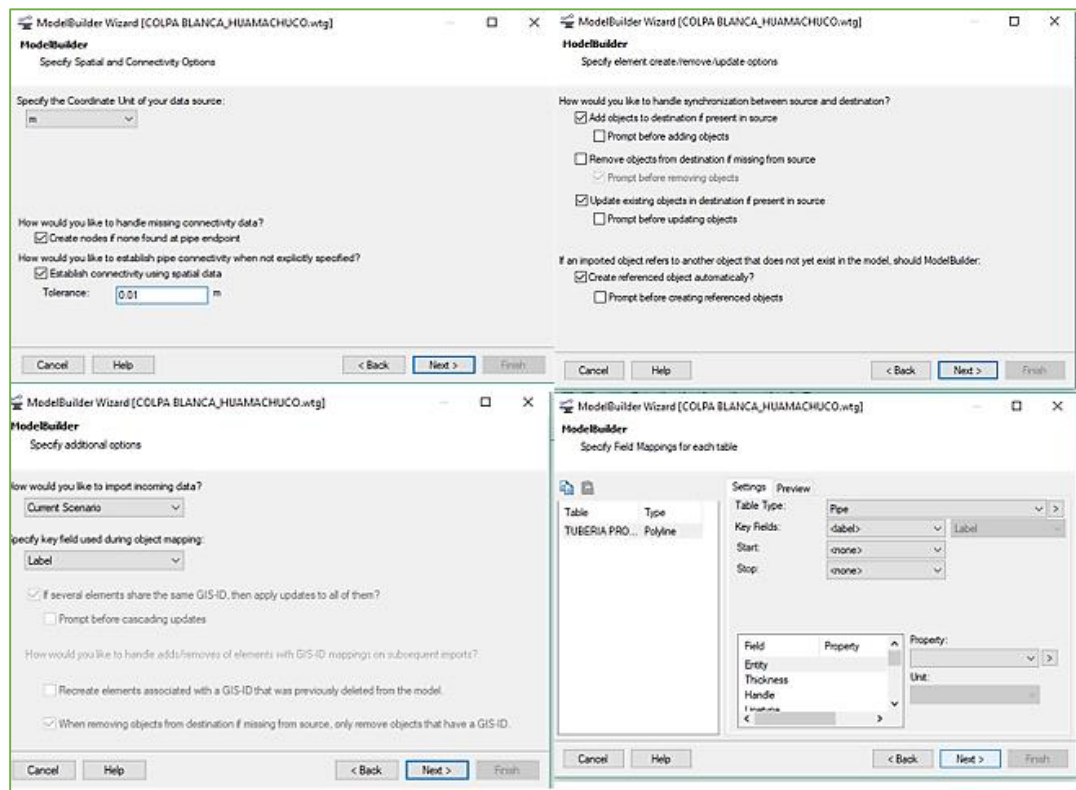 ModelBuilder Wizard [COLPA BLANCA_HUAMACHUCO.wtg]
ModelBuilder
Specify Spatial and Connectivity Options
Specify the Coordinate Unit of your data source:
m
How would you like to handle missing connectivity data?
Create nodes if none found at pipe endpoint
How would you like to establish pipe connectivity when not explicitly specified?
Establish connectivity using spatial data
Tolerance: 0.01 m
Cancel Help < Back Next > Finish
ModelBuilder Wizard [COLPA BLANCA_HUAMACHUCO.wtg]
ModelBuilder
Specify element create/remove/update options
How would you like to handle synchronization between source and destination?
Add objects to destination if present in source
Prompt before adding objects
Remove objects from destination if missing from source
Prompt before removing objects
Update existing objects in destination if present in source
Prompt before updating objects
If an imported object refers to another object that does not yet exist in the model, should ModelBuilder:
Create referenced object automatically?
Prompt before creating referenced objects
Cancel Help < Back Next > Finish
ModelBuilder Wizard [COLPA BLANCA_HUAMACHUCO.wtg]
ModelBuilder
Specify additional options
How would you like to import incoming data?
Current Scenario
Specify key field used during object mapping:
Label
If several elements share the same GIS-ID, then apply updates to all of them?
Prompt before cascading updates
How would you like to handle adds/removes of elements with GIS-ID mappings on subsequent imports?
Recreate elements associated with a GIS-ID that was previously deleted from the model.
When removing objects from destination if missing from source, only remove objects that have a GIS-ID.
Cancel Help < Back Next > Finish
ModelBuilder Wizard [COLPA BLANCA_HUAMACHUCO.wtg]
ModelBuilder
Specify Field Mappings for each table
Table Type
TUBERIA PRO... Polyline
Settings Preview
Table Type: Pipe >
Key Fields: <label> Label
Start: <none>
Stop: <none>
Field Property
Entity
Thickness
Handle
Linetype
Property:
>
Unit:
Cancel Help < Back Next > Finish